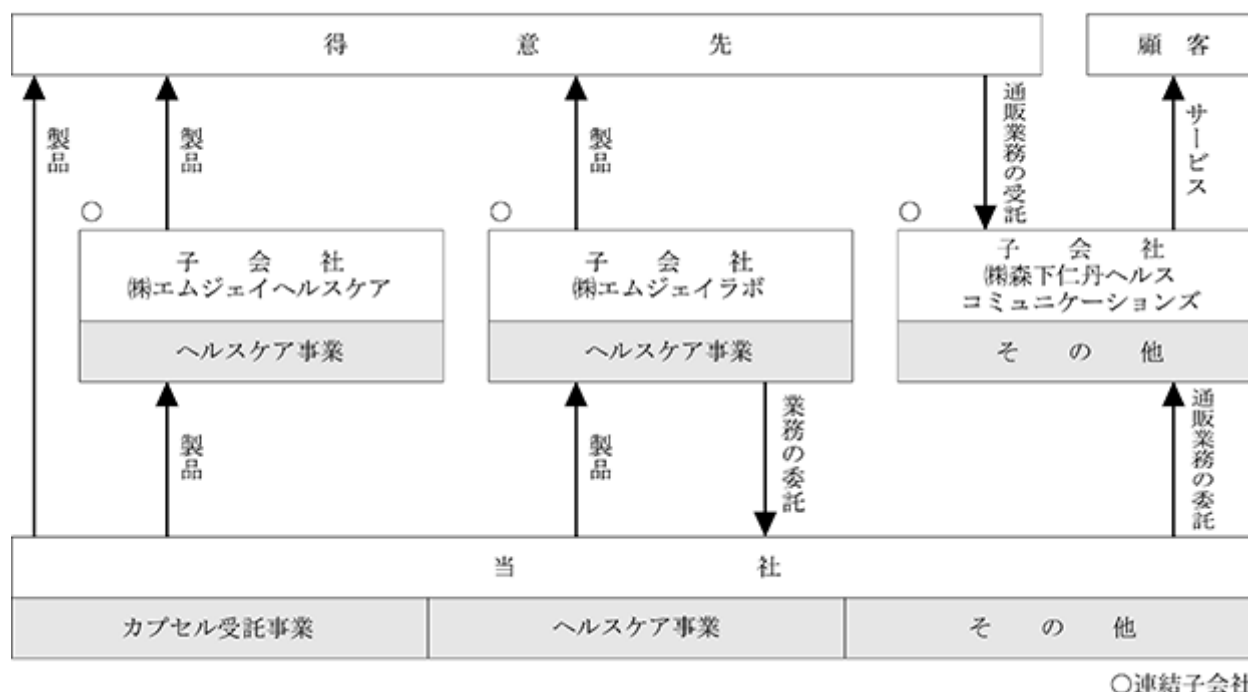 得意先
顧客
製品
製品
製品
通販業務の受託
サービス
○
○
○
子会社
㈱エムジェイヘルスケア
ヘルスケア事業
子会社
㈱エムジェイラボ
ヘルスケア事業
子会社
㈱森下仁丹ヘルス
コミュニケーションズ
その他
製品
製品
業務の委託
通販業務の委託
当社
カプセル受託事業
ヘルスケア事業
その他
○連結子会社